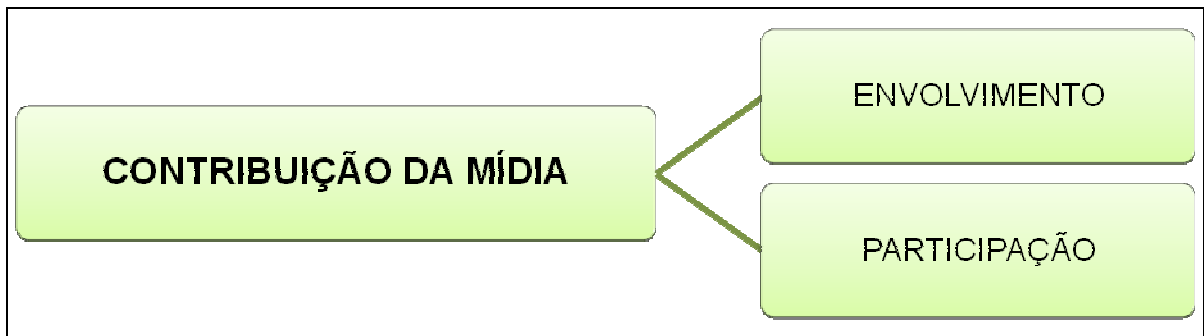 CONTRIBUIÇÃO DA MÍDIA
ENVOLVIMENTO
PARTICIPAÇÃO